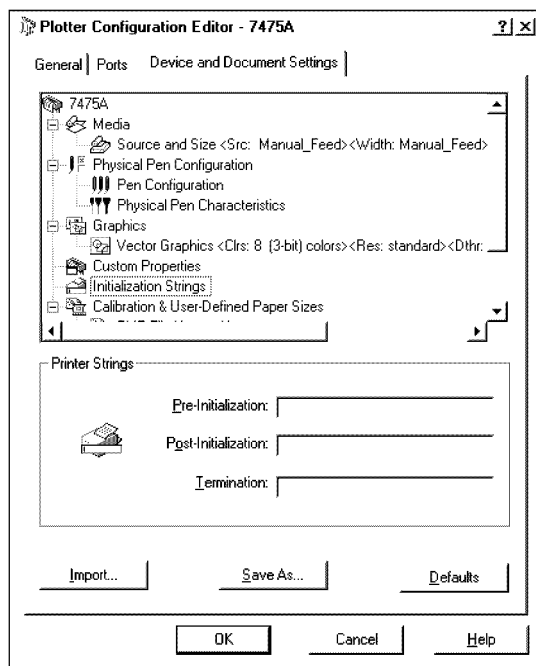 Plotter Configuration Editor - 7475A
General Ports Device and Document Settings
7475A
Media
Source and Size <Src: Manual_Feed><Width: Manual_Feed>
Physical Pen Configuration
Pen Configuration
Physical Pen Characteristics
Graphics
Vector Graphics <Clrs: 8 (3-bit) colors><Res: standard><Dthr:
Custom Properties
Initialization Strings
Calibration & User-Defined Paper Sizes
Printer Strings
Pre-Initialization:
Post-Initialization:
Termination:
Import... Save As... Defaults
OK Cancel Help